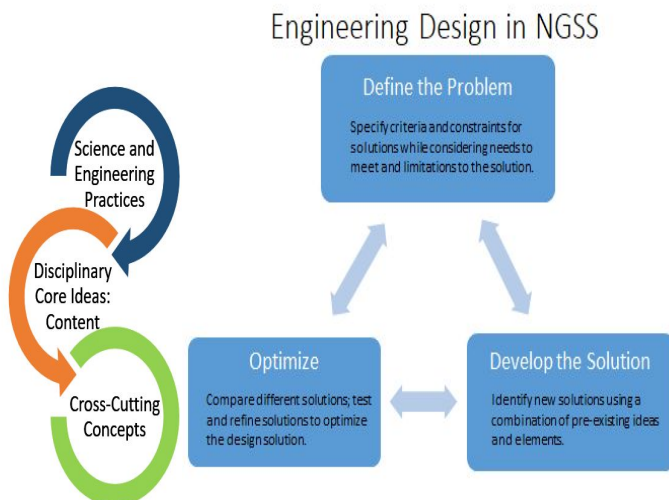 Engineering Design in NGSS
Science and
Engineering
Practices
Disciplinary
Core Ideas:
Content
Cross-Cutting
Concepts
Define the Problem
Specify criteria and constraints for
solutions while considering needs to
meet and limitations to the solution.
Optimize
Compare different solutions; test
and refine solutions to optimize
the design solution.
Develop the Solution
Identify new solutions using a
combination of pre-existing ideas
and elements.